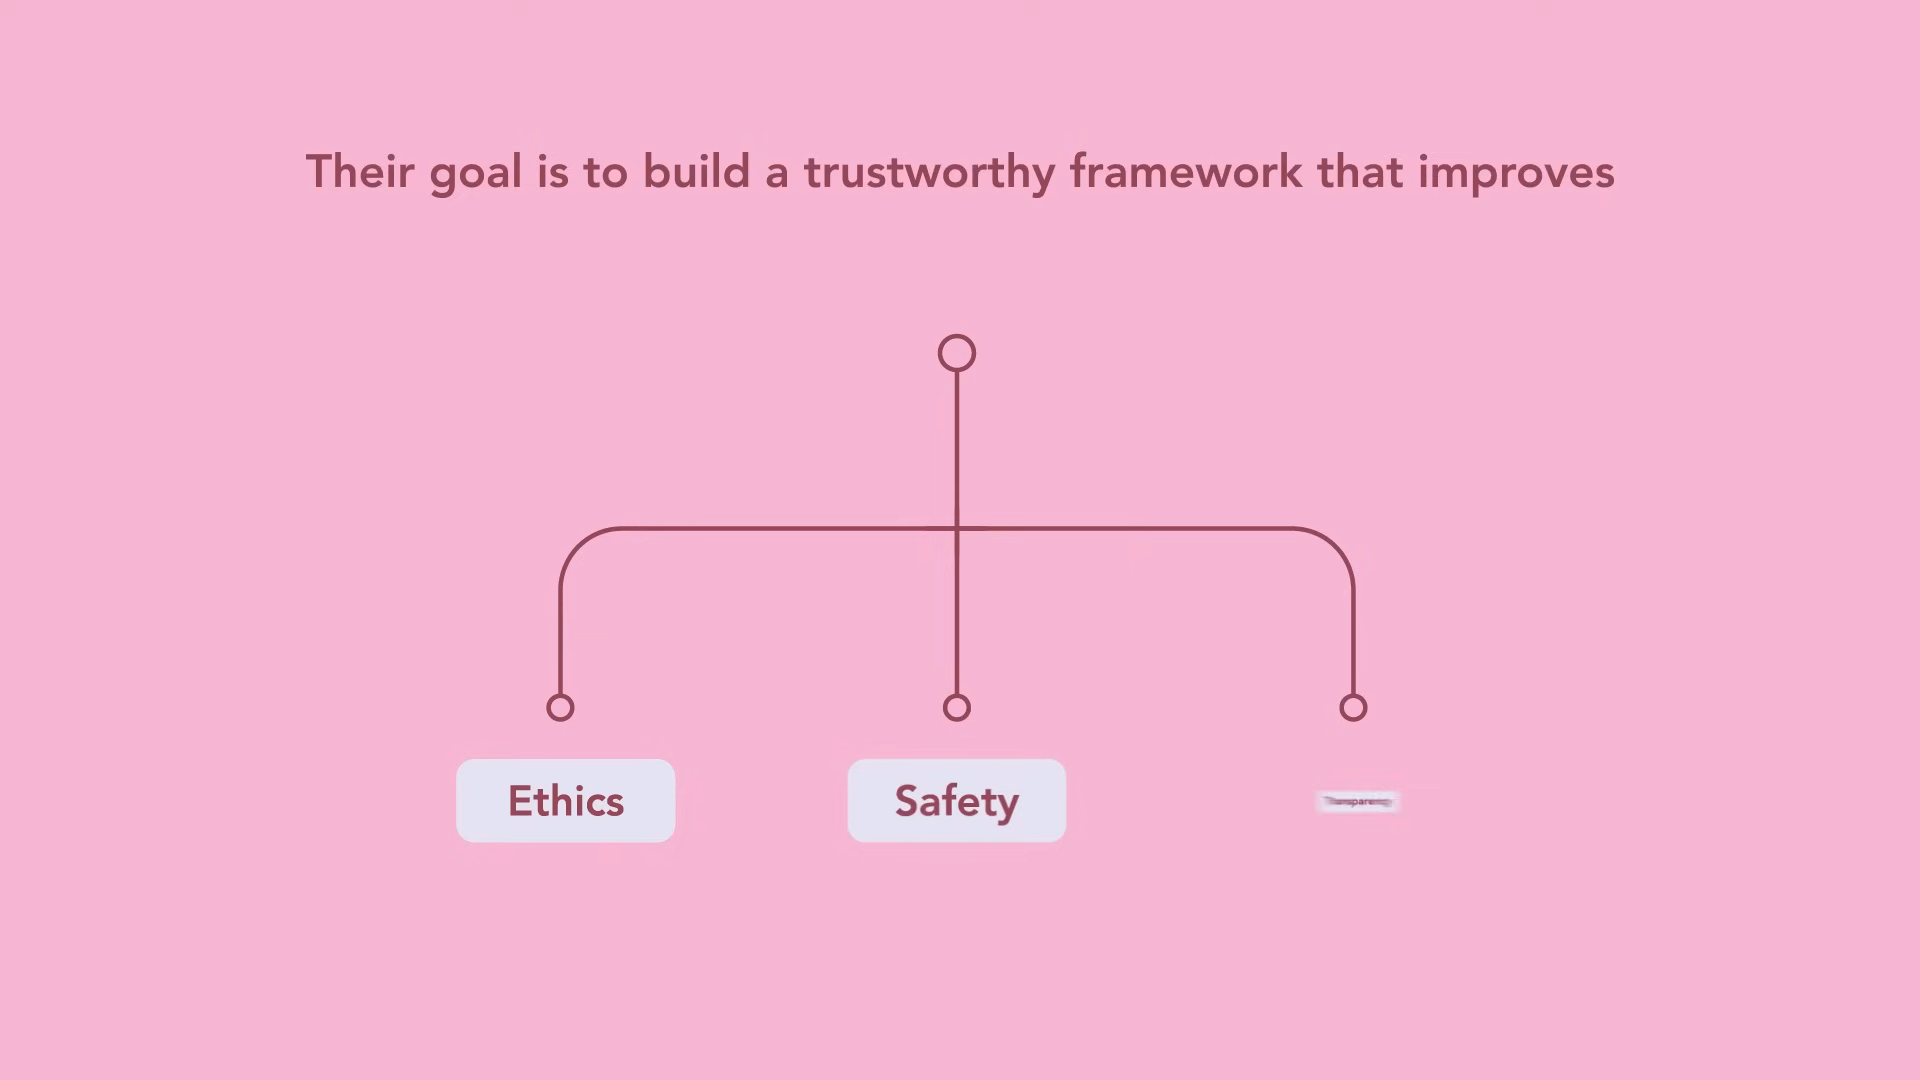 Their goal is to build a trustworthy framework that improves
Ethics
Safety